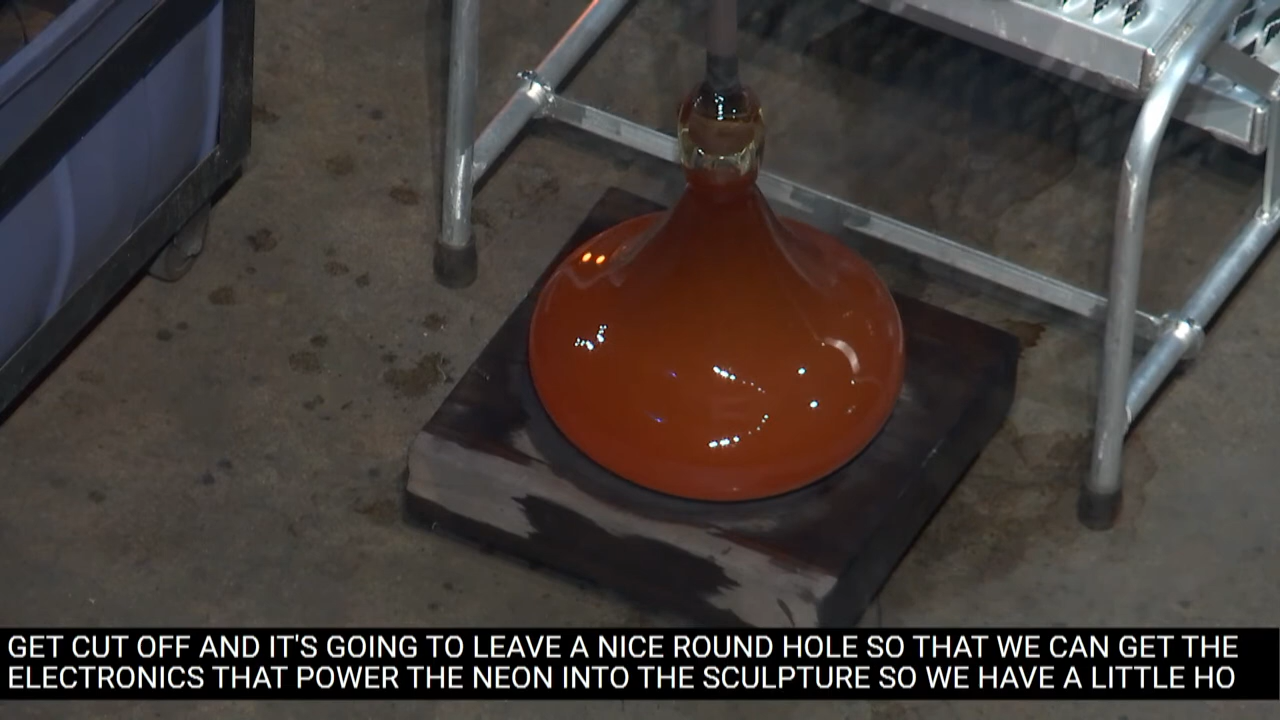 GET CUT OFF AND IT'S GOING TO LEAVE A NICE ROUND HOLE SO THAT WE CAN GET THE
ELECTRONICS THAT POWER THE NEON INTO THE SCULPTURE SO WE HAVE A LITTLE HO